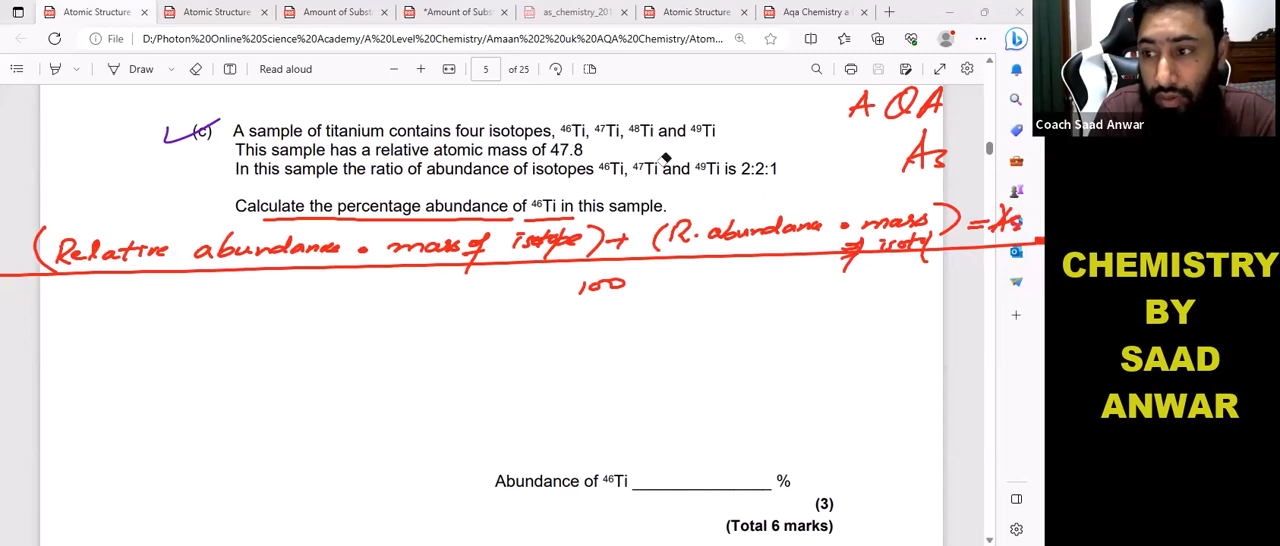 Atomic Structure
Atomic Structure
Amount of Subst
*Amount of Subst
as_chemistry_201
Atomic Structure
Aqa Chemistry a l
File
D:/Photon%20Online%20Science%20Academy/A%20Level%20Chemistry/Amaan%202%20uk%20AQA%20Chemistry/Atom...
Draw
Read aloud
5
of 25
Coach Saad Anwar
AQA
As
(c) A sample of titanium contains four isotopes, ⁴⁶Ti, ⁴⁷Ti, ⁴⁸Ti and ⁴⁹Ti
This sample has a relative atomic mass of 47.8
In this sample the ratio of abundance of isotopes ⁴⁶Ti, ⁴⁷Ti and ⁴⁹Ti is 2:2:1
Calculate the percentage abundance of ⁴⁶Ti in this sample.
(Relative abundance . mass of isotope) + (R. abundane . mass
100
Abundance of ⁴⁶Ti ________________ %
(3)
(Total 6 marks)
CHEMISTRY
BY
SAAD
ANWAR